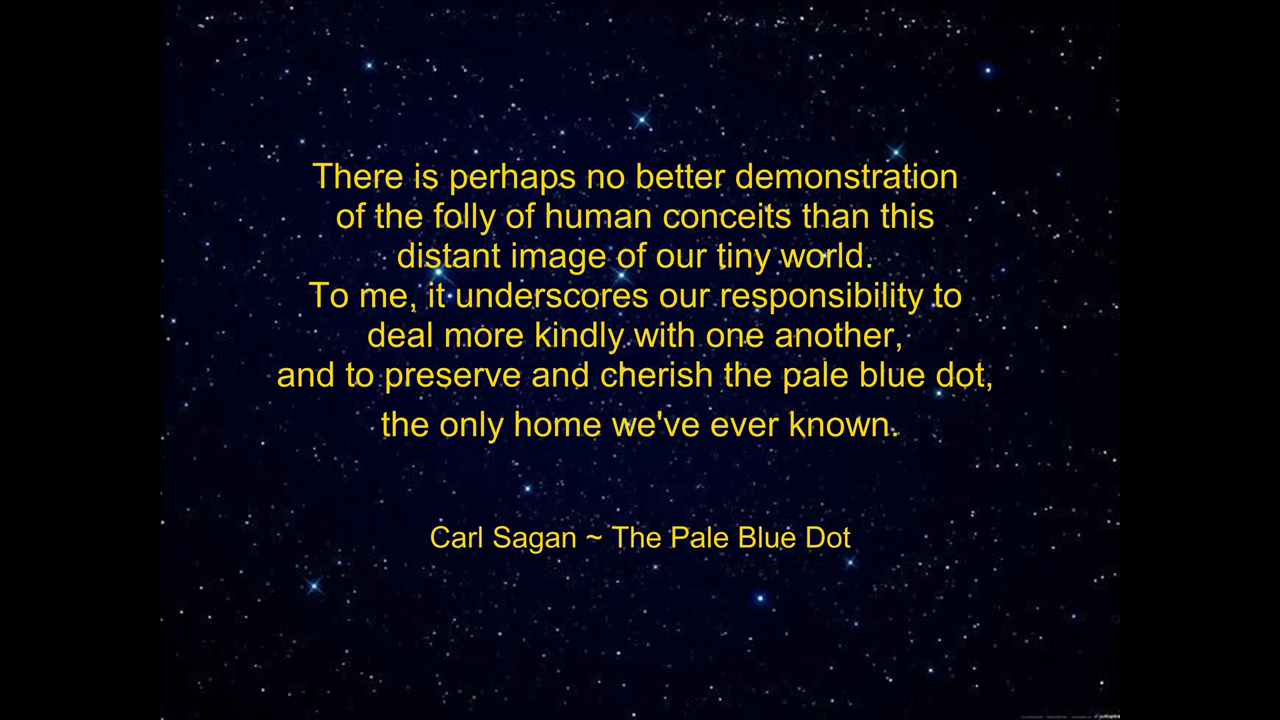 There is perhaps no better demonstration
of the folly of human conceits than this
distant image of our tiny world.
To me, it underscores our responsibility to
deal more kindly with one another,
and to preserve and cherish the pale blue dot,
the only home we've ever known.
Carl Sagan ~ The Pale Blue Dot